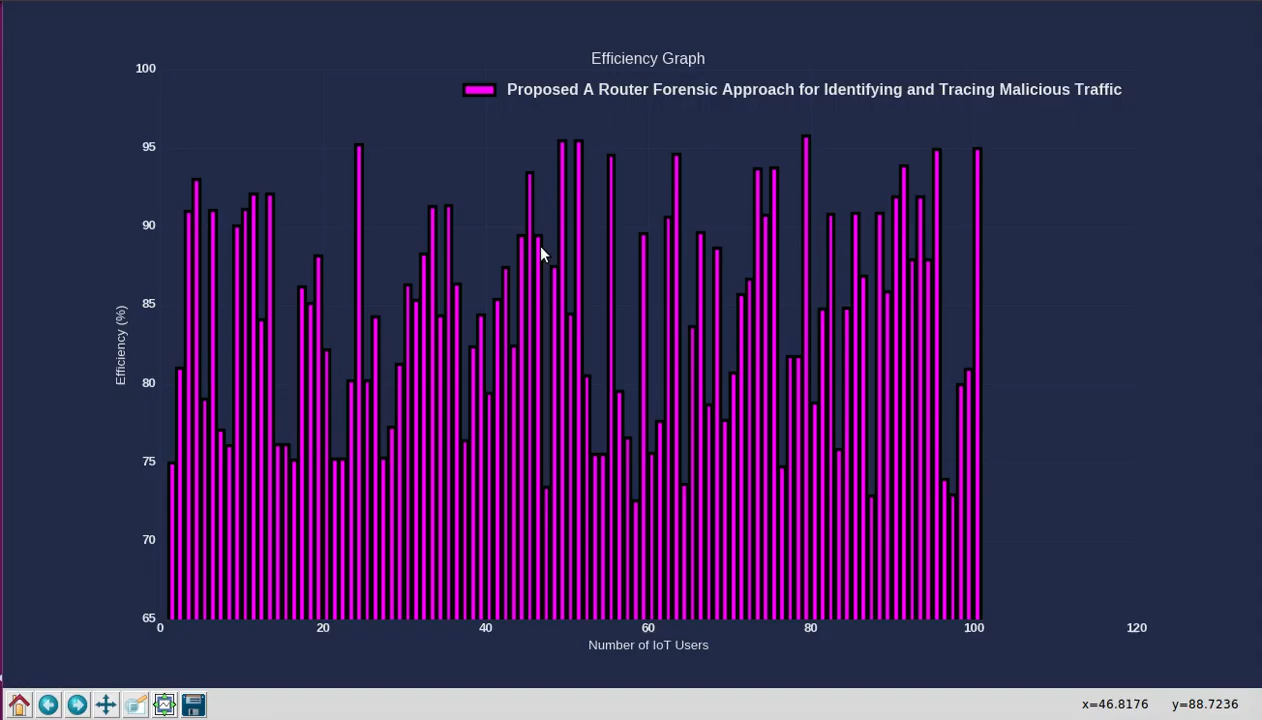 Efficiency Graph
Proposed A Router Forensic Approach for Identifying and Tracing Malicious Traffic
100
95
90
85
80
75
70
65
Efficiency (%)
0 20 40 60 80 100 120
Number of IoT Users
x=46.8176 y=88.7236